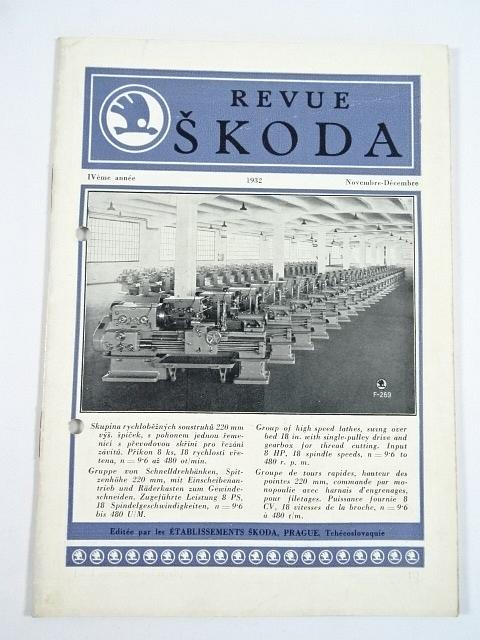 REVUE
ŠKODA
IVème année 1932 Novembre-Décembre
F-269
Skupina rychloběžných soustruhů 220 mm
výš. špiček, s pohonem jednou řeme-
nicí s převodovou skříní pro řezání
závitů. Příkon 8 ks, 18 rychlostí vře-
tena, n = 9·6 až 480 ot/min.
Gruppe von Schnelldrehbänken, Spit-
zenhöhe 220 mm, mit Einscheibenan-
trieb und Räderkasten zum Gewinde-
schneiden. Zugeführte Leistung 8 PS,
18 Spindelgeschwindigkeiten, n = 9·6
bis 480 U/M.
Group of high speed lathes, swing over
bed 18 in. with single-pulley drive and
gearbox for thread cutting. Input
8 HP, 18 spindle speeds, n = 9·6 to
480 r. p. m.
Groupe de tours rapides, hauteur des
pointes 220 mm, commande par mo-
nopoulie avec harnais d'engrenages,
pour filetages. Puissance fournie 8
CV, 18 vitesses de la broche, n = 9·6
à 480 t/m.
Editée par les ÉTABLISSEMENTS ŠKODA, PRAGUE, Tchécoslovaquie